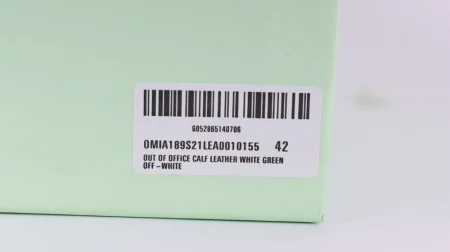 6052865140706
OMIA189S21LEA0010155 42
OUT OF OFFICE CALF LEATHER WHITE GREEN
OFF-WHITE